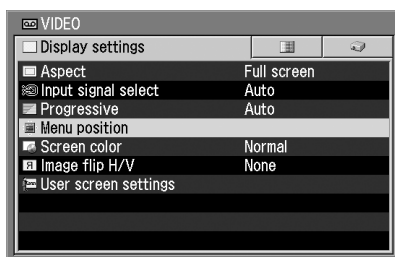 VIDEO
Display settings
Aspect Full screen
Input signal select Auto
Progressive Auto
Menu position
Screen color Normal
Image flip H/V None
User screen settings